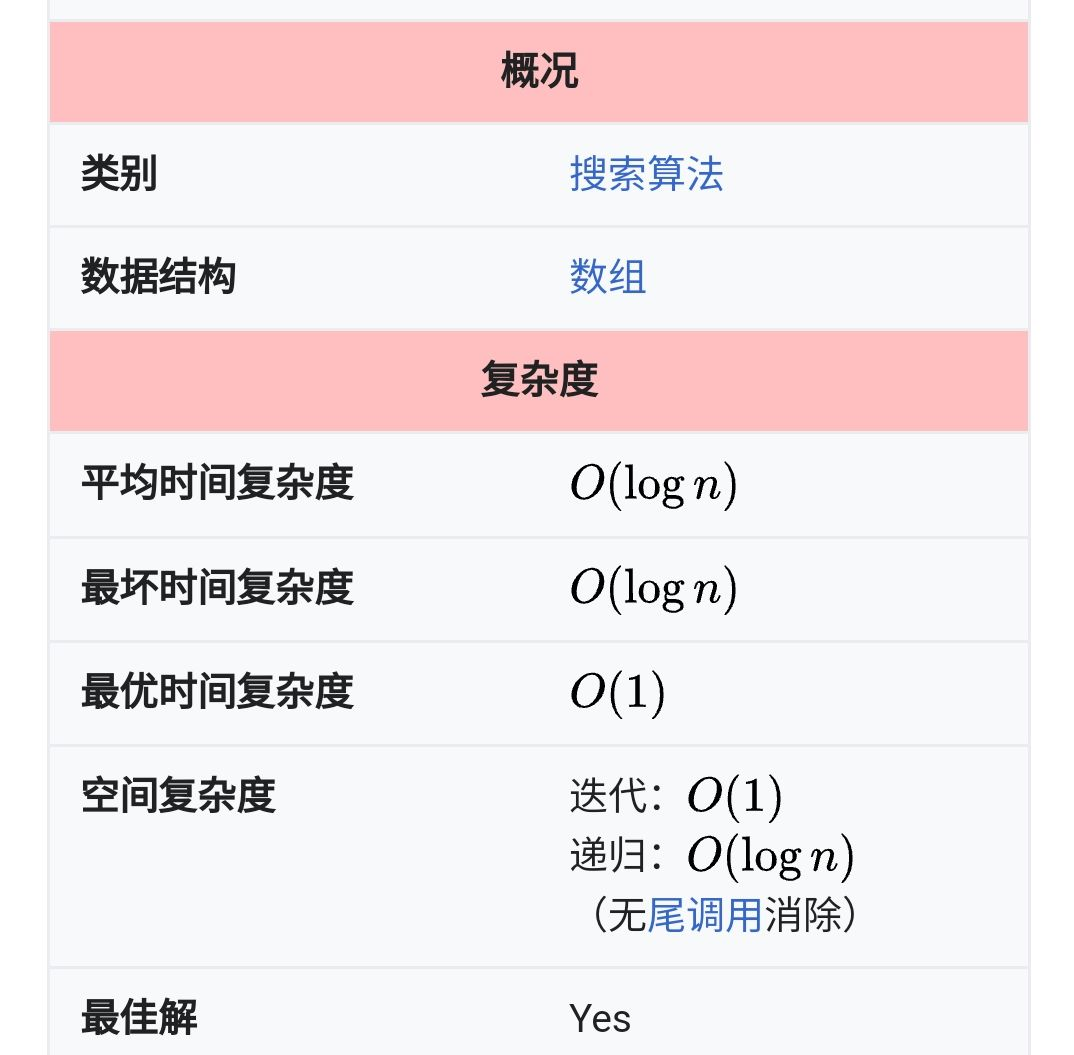 概况
类别 搜索算法
数据结构 数组
复杂度
平均时间复杂度 O(log n)
最坏时间复杂度 O(log n)
最优时间复杂度 O(1)
空间复杂度 迭代：O(1)
递归：O(log n)
（无尾调用消除）
最佳解 Yes